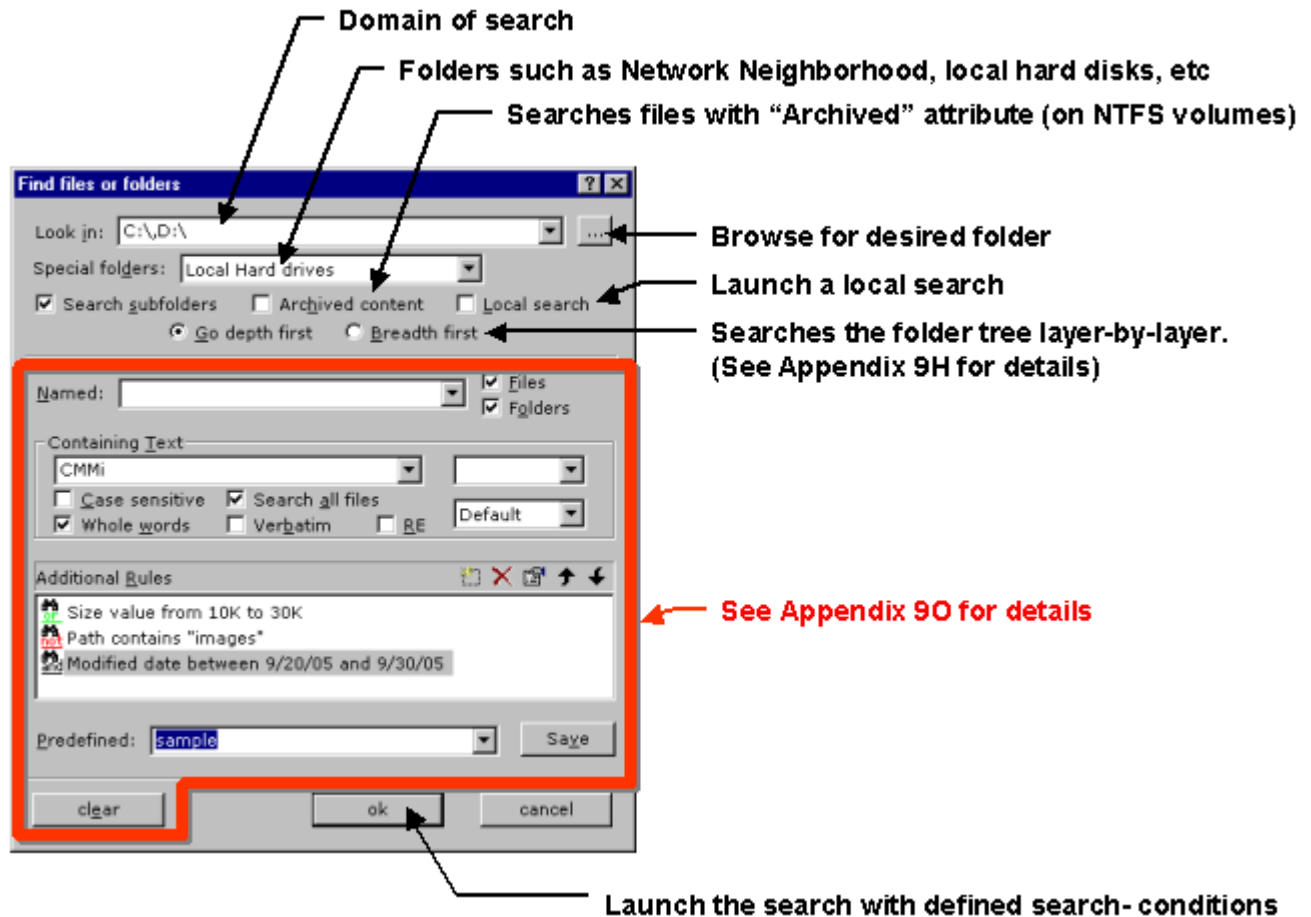 Domain of search
Folders such as Network Neighborhood, local hard disks, etc
Searches files with “Archived” attribute (on NTFS volumes)
Find files or folders
Look in: C:\,D:\ ...
Browse for desired folder
Special folders: Local Hard drives
Launch a local search
Search subfolders Archived content Local search
Go depth first Breadth first
Searches the folder tree layer-by-layer.
(See Appendix 9H for details)
Named:
Files
Folders
Containing Text
CMMi
Case sensitive Search all files
Whole words Verbatim RE
Default
Additional Rules
or Size value from 10K to 30K
not Path contains "images"
Modified date between 9/20/05 and 9/30/05
See Appendix 9O for details
Predefined: sample Save
clear ok cancel
Launch the search with defined search- conditions